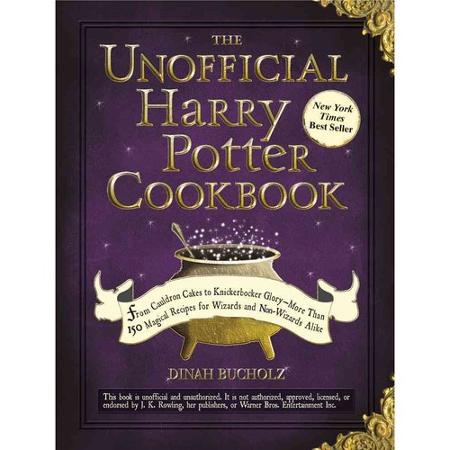 THE
UNOFFICIAL
Harry
Potter
COOKBOOK
New York
Times
Best Seller
From Cauldron Cakes to Knickerbocker Glory—More Than
150 Magical Recipes for Wizards and Non-Wizards Alike
DINAH BUCHOLZ
This book is unofficial and unauthorized. It is not authorized, approved, licensed, or
endorsed by J. K. Rowling, her publishers, or Warner Bros. Entertainment Inc.